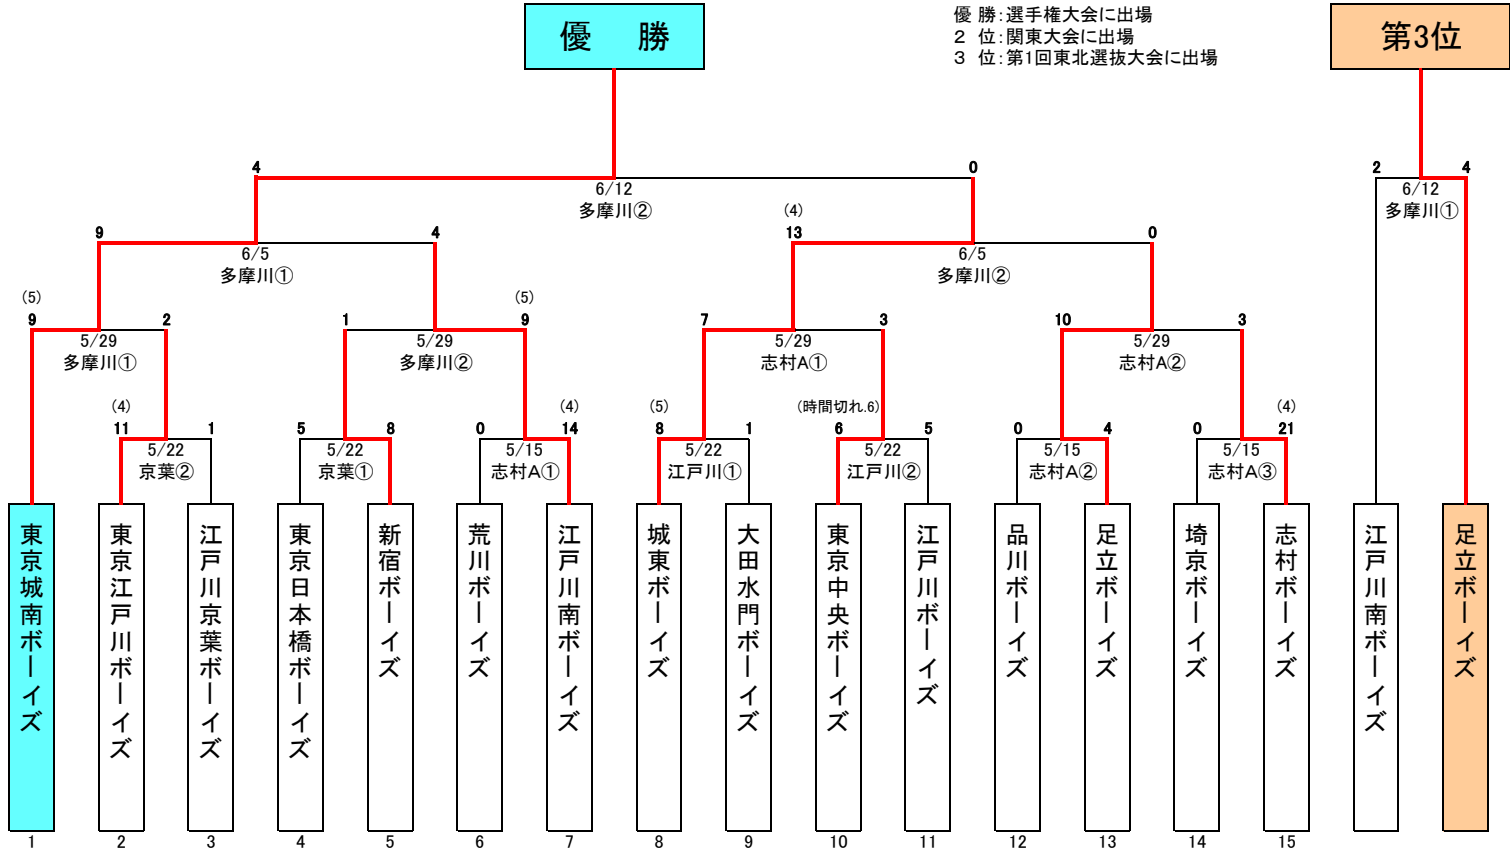 優 勝
優 勝:選手権大会に出場
2 位:関東大会に出場
3 位:第1回東北選抜大会に出場
第3位
4 0
6/12
多摩川②
2 4
6/12
多摩川①
(4)
9 4 13 0
6/5 6/5
多摩川① 多摩川②
(5) (5)
9 2 1 9 7 3 10 3
5/29 5/29 5/29 5/29
多摩川① 多摩川② 志村A① 志村A②
(4) (4) (5) (時間切れ.6) (4)
11 1 5 8 0 14 8 1 6 5 0 4 0 21
5/22 5/22 5/15 5/22 5/22 5/15 5/15
京葉② 京葉① 志村A① 江戸川① 江戸川② 志村A② 志村A③
東京城南ボーイズ
東京江戸川ボーイズ
江戸川京葉ボーイズ
東京日本橋ボーイズ
新宿ボーイズ
荒川ボーイズ
江戸川南ボーイズ
城東ボーイズ
大田水門ボーイズ
東京中央ボーイズ
江戸川ボーイズ
品川ボーイズ
足立ボーイズ
埼京ボーイズ
志村ボーイズ
江戸川南ボーイズ
足立ボーイズ
1 2 3 4 5 6 7 8 9 10 11 12 13 14 15